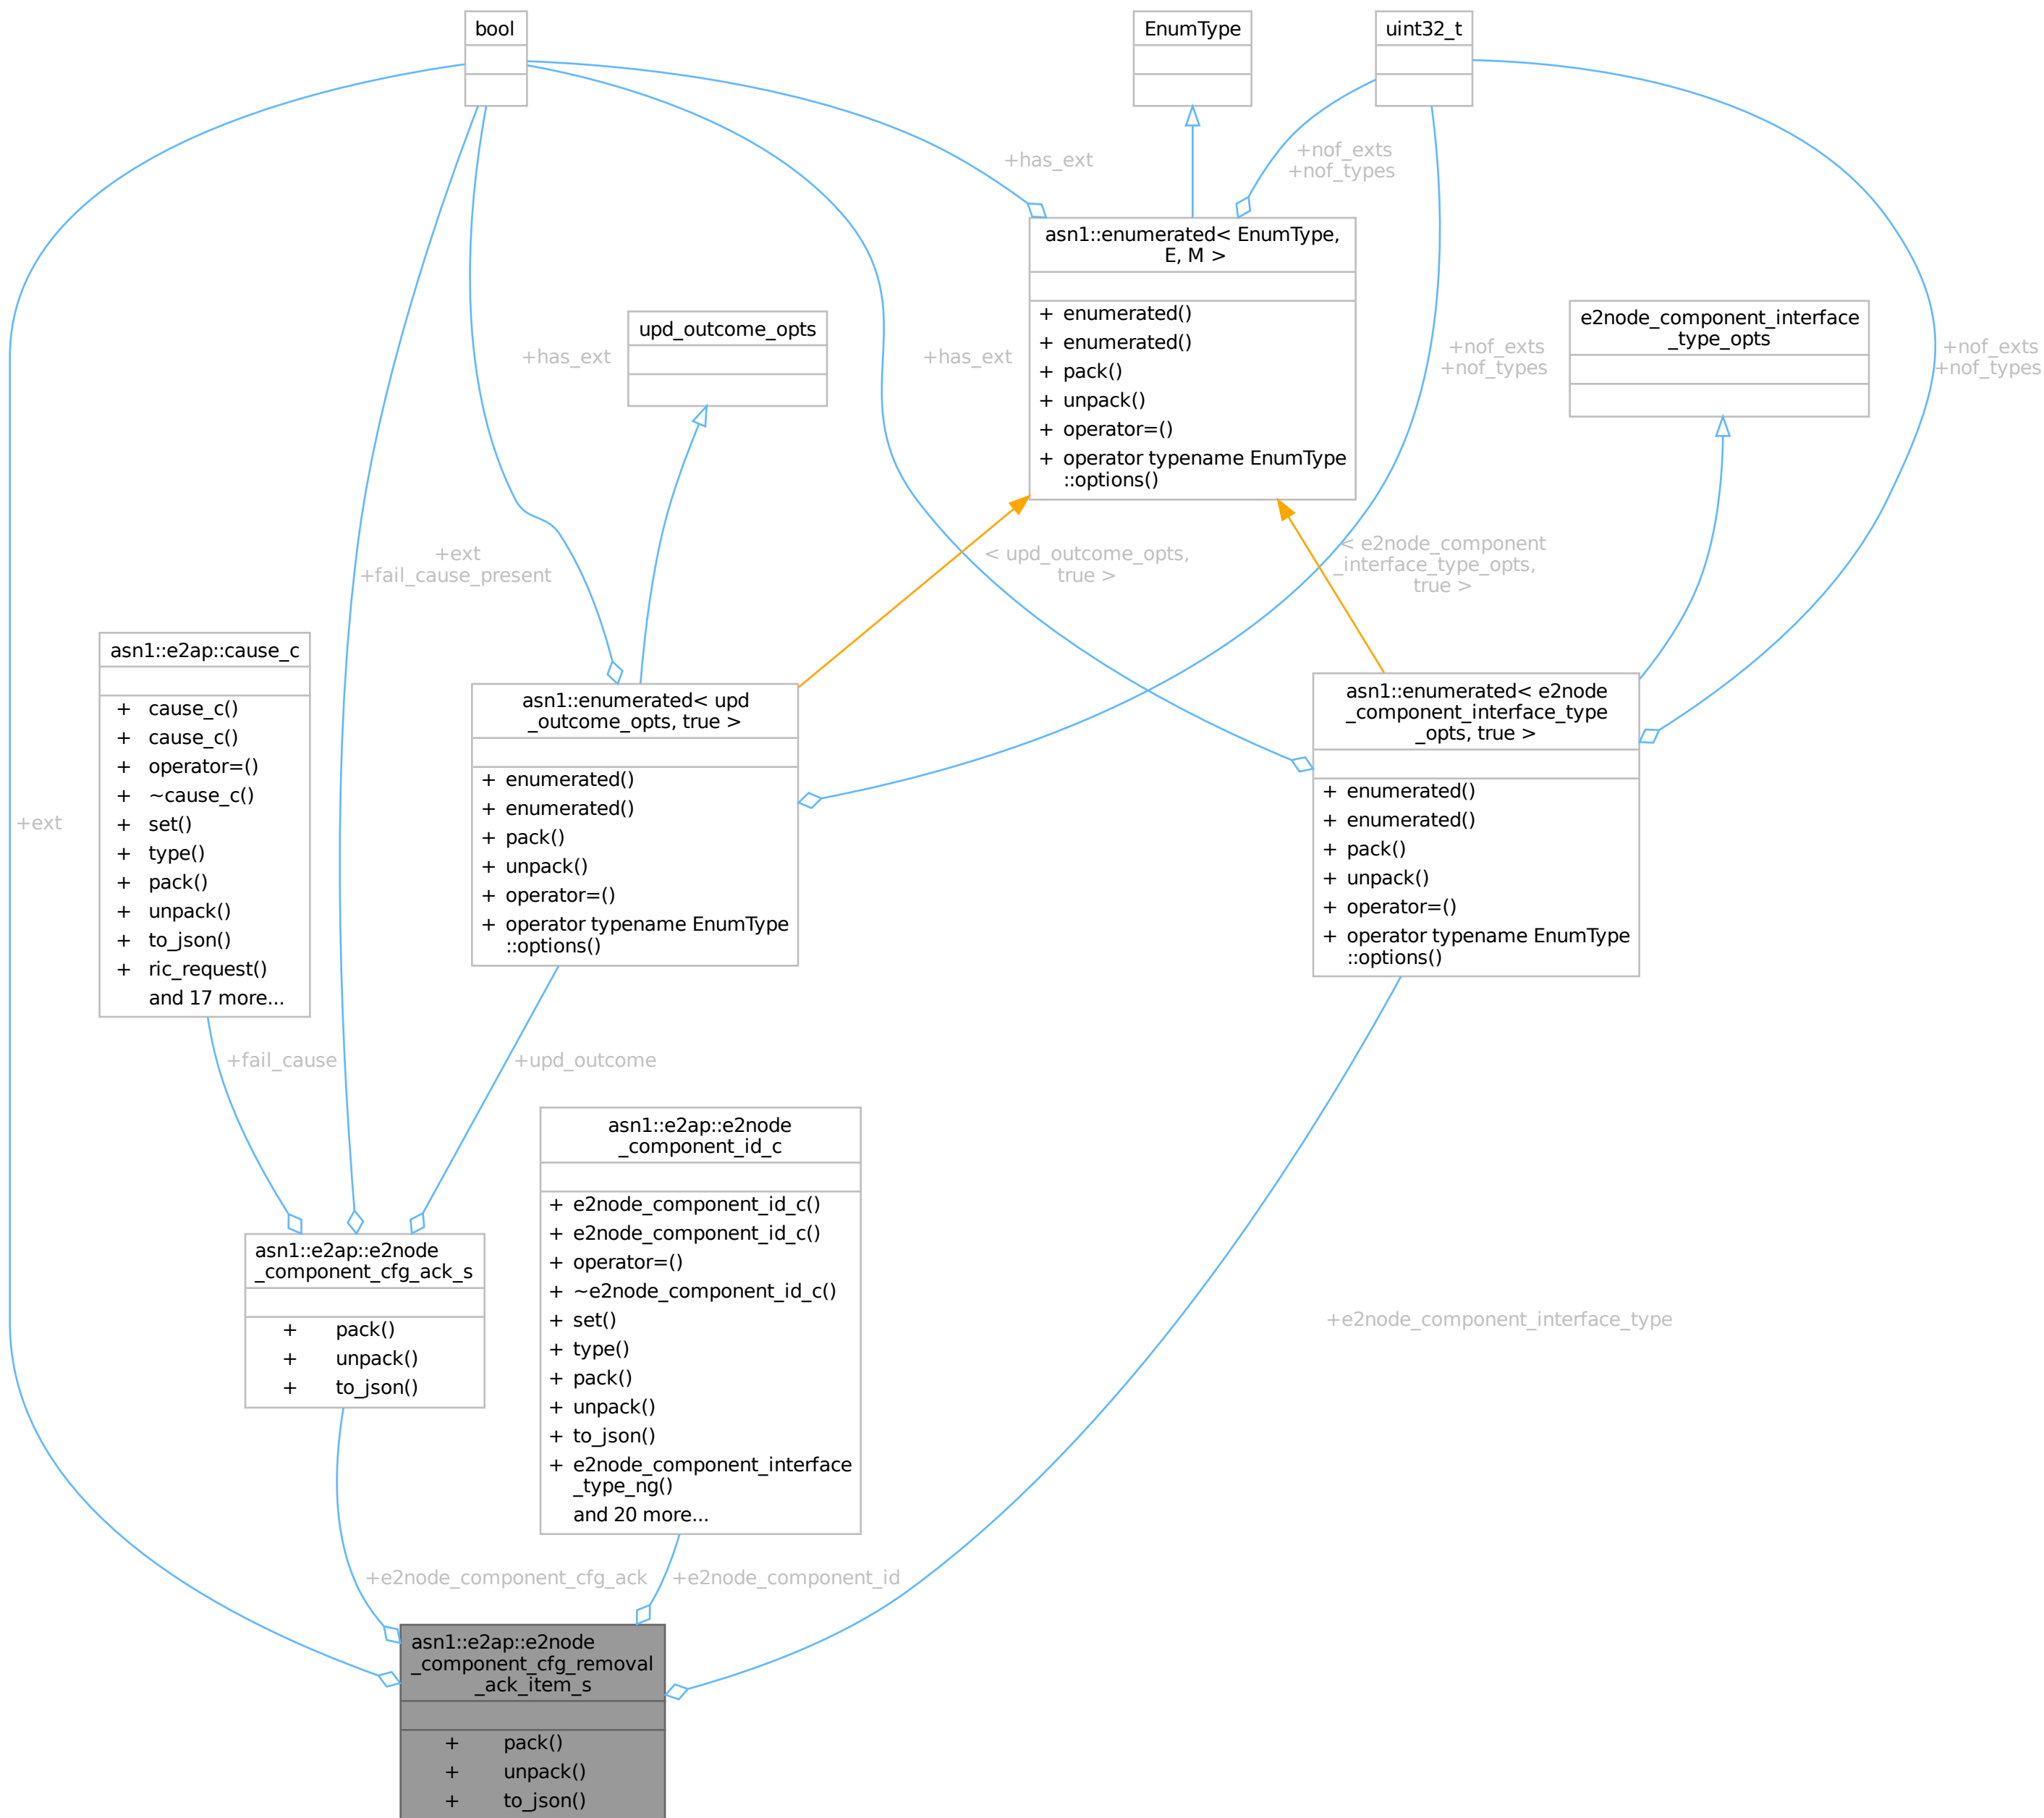 bool
EnumType
uint32_t
+has_ext
+nof_exts
+nof_types
asn1::enumerated< EnumType,
E, M >
+ enumerated()
+ enumerated()
+ pack()
+ unpack()
+ operator=()
+ operator typename EnumType
::options()
upd_outcome_opts
e2node_component_interface
_type_opts
+has_ext
+has_ext
+nof_exts
+nof_types
+nof_exts
+nof_types
+ext
+fail_cause_present
< upd_outcome_opts,
true >
< e2node_component
_interface_type_opts,
true >
asn1::e2ap::cause_c
+ cause_c()
+ cause_c()
+ operator=()
+ ~cause_c()
+ set()
+ type()
+ pack()
+ unpack()
+ to_json()
+ ric_request()
and 17 more...
asn1::enumerated< upd
_outcome_opts, true >
+ enumerated()
+ enumerated()
+ pack()
+ unpack()
+ operator=()
+ operator typename EnumType
::options()
asn1::enumerated< e2node
_component_interface_type
_opts, true >
+ enumerated()
+ enumerated()
+ pack()
+ unpack()
+ operator=()
+ operator typename EnumType
::options()
+ext
+fail_cause
+upd_outcome
asn1::e2ap::e2node
_component_id_c
+ e2node_component_id_c()
+ e2node_component_id_c()
+ operator=()
+ ~e2node_component_id_c()
+ set()
+ type()
+ pack()
+ unpack()
+ to_json()
+ e2node_component_interface
_type_ng()
and 20 more...
asn1::e2ap::e2node
_component_cfg_ack_s
+ pack()
+ unpack()
+ to_json()
+e2node_component_interface_type
+e2node_component_cfg_ack
+e2node_component_id
asn1::e2ap::e2node
_component_cfg_removal
_ack_item_s
+ pack()
+ unpack()
+ to_json()